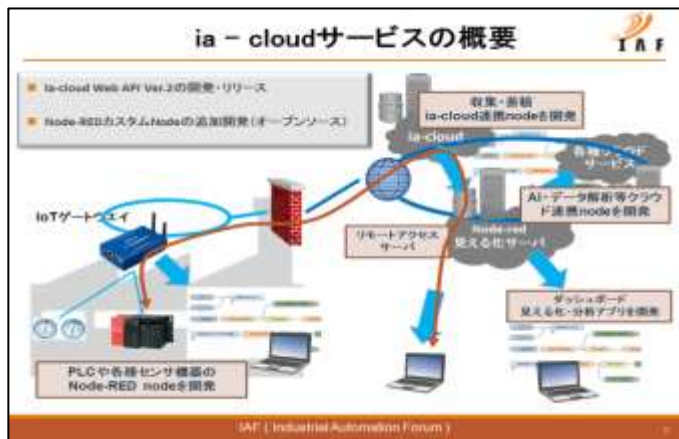 ia - cloudサービスの概要
IAF
Ia-cloud Web API Ver.2の開発・リリース
Node-REDカスタムNodeの追加開発(オープンソース)
収集・蓄積
ia-cloud連携nodeを開発
ia-cloud
各種クラウド
サービス
AI・データ解析等クラウ
ド連携nodeを開発
IoTゲートウェイ
リモートアクセス
サーバ
Node-red
見える化サーバ
ダッシュボード
見える化・分析アプリを開発
PLCや各種センサ機器の
Node-RED nodeを開発
IAF ( Industrial Automation Forum )